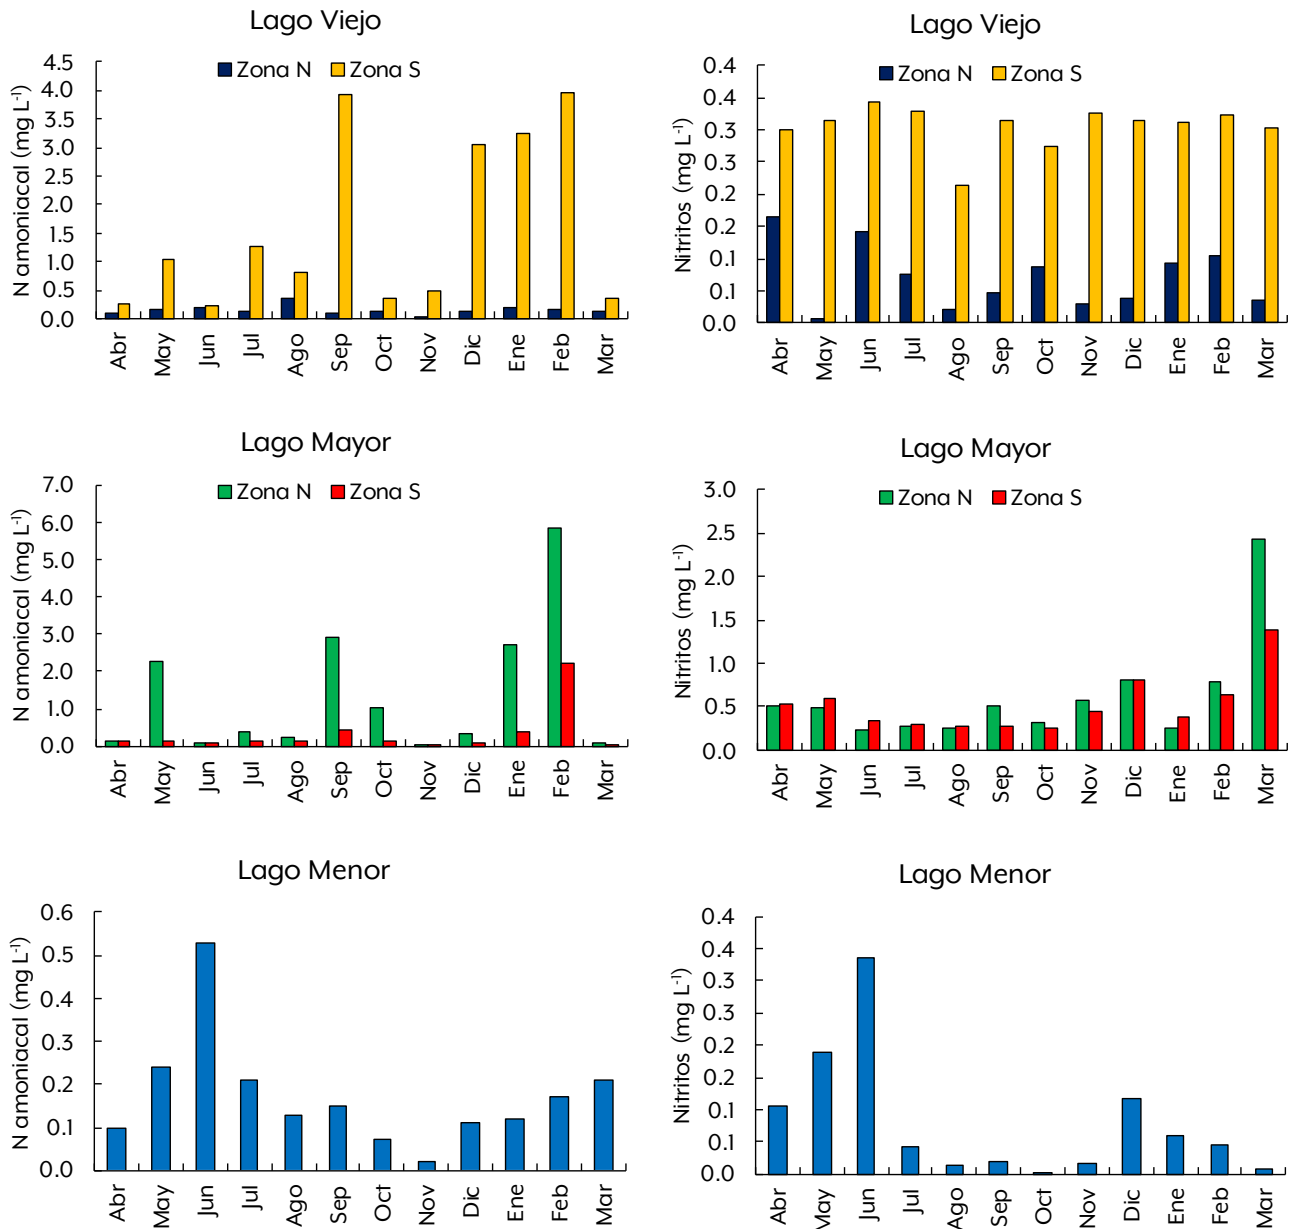 Lago Viejo
Zona N Zona S
N amoniacal (mg L-1)
4.5
4.0
3.5
3.0
2.5
2.0
1.5
1.0
0.5
0.0
Abr May Jun Jul Ago Sep Oct Nov Dic Ene Feb Mar
Lago Viejo
Zona N Zona S
Nitritos (mg L-1)
0.4
0.4
0.3
0.3
0.2
0.2
0.1
0.1
0.0
Abr May Jun Jul Ago Sep Oct Nov Dic Ene Feb Mar
Lago Mayor
Zona N Zona S
N amoniacal (mg L-1)
7.0
6.0
5.0
4.0
3.0
2.0
1.0
0.0
Abr May Jun Jul Ago Sep Oct Nov Dic Ene Feb Mar
Lago Mayor
Zona N Zona S
Nitritos (mg L-1)
3.0
2.5
2.0
1.5
1.0
0.5
0.0
Abr May Jun Jul Ago Sep Oct Nov Dic Ene Feb Mar
Lago Menor
N amoniacal (mg L-1)
0.6
0.5
0.4
0.3
0.2
0.1
0.0
Abr May Jun Jul Ago Sep Oct Nov Dic Ene Feb Mar
Lago Menor
Nitritos (mg L-1)
0.4
0.4
0.3
0.3
0.2
0.2
0.1
0.1
0.0
Abr May Jun Jul Ago Sep Oct Nov Dic Ene Feb Mar